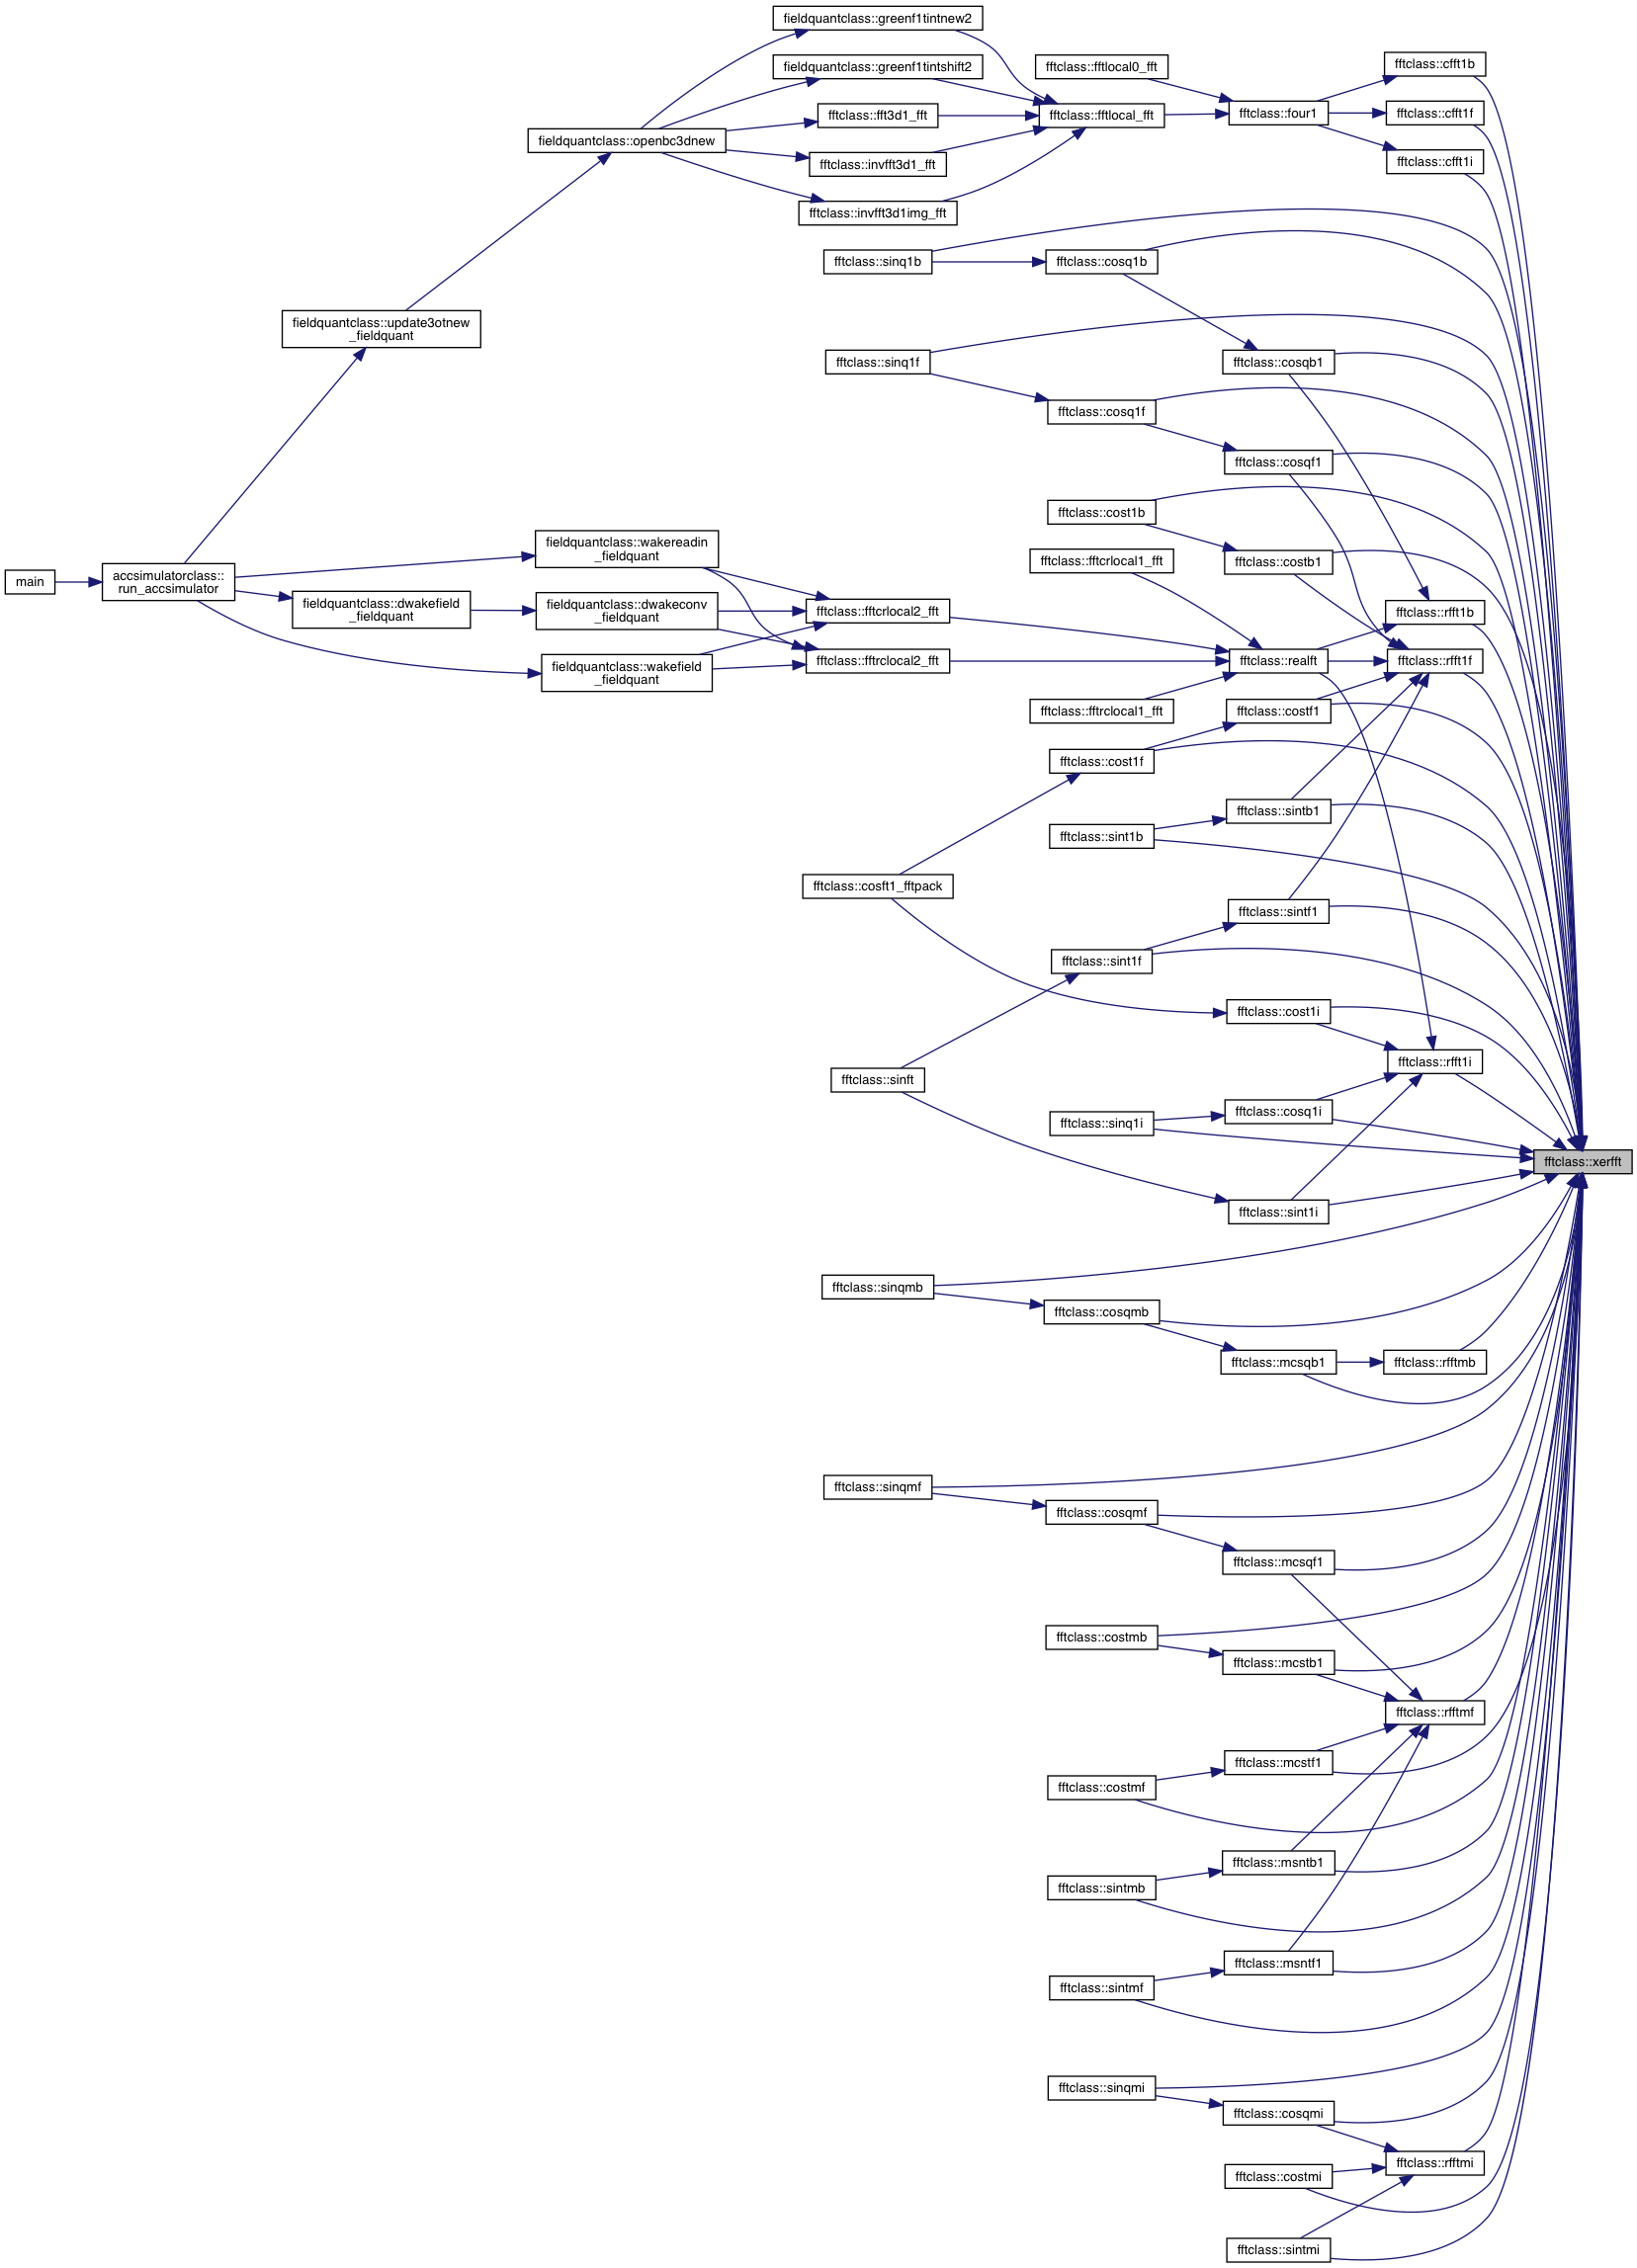 fieldquantclass::greenf1tintnew2
fieldquantclass::greenf1tintshift2
fftclass::fftlocal0_fft
fftclass::cfft1b
fftclass::fft3d1_fft
fftclass::fftlocal_fft
fftclass::four1
fftclass::cfft1f
fieldquantclass::openbc3dnew
fftclass::invfft3d1_fft
fftclass::cfft1i
fftclass::invfft3d1img_fft
fftclass::sinq1b
fftclass::cosq1b
fieldquantclass::update3otnew
_fieldquant
fftclass::sinq1f
fftclass::cosqb1
fftclass::cosq1f
fftclass::cosqf1
fftclass::cost1b
fieldquantclass::wakereadin
_fieldquant
fftclass::fftcrlocal1_fft
fftclass::costb1
main
accsimulatorclass::
run_accsimulator
fieldquantclass::dwakefield
_fieldquant
fieldquantclass::dwakeconv
_fieldquant
fftclass::fftcrlocal2_fft
fftclass::rfft1b
fieldquantclass::wakefield
_fieldquant
fftclass::fftrclocal2_fft
fftclass::realft
fftclass::rfft1f
fftclass::fftrclocal1_fft
fftclass::costf1
fftclass::cost1f
fftclass::sintb1
fftclass::sint1b
fftclass::cosft1_fftpack
fftclass::sintf1
fftclass::sint1f
fftclass::cost1i
fftclass::rfft1i
fftclass::sinft
fftclass::sinq1i
fftclass::cosq1i
fftclass::xerfft
fftclass::sint1i
fftclass::sinqmb
fftclass::cosqmb
fftclass::mcsqb1
fftclass::rfftmb
fftclass::sinqmf
fftclass::cosqmf
fftclass::mcsqf1
fftclass::costmb
fftclass::mcstb1
fftclass::rfftmf
fftclass::mcstf1
fftclass::costmf
fftclass::msntb1
fftclass::sintmb
fftclass::msntf1
fftclass::sintmf
fftclass::sinqmi
fftclass::cosqmi
fftclass::rfftmi
fftclass::costmi
fftclass::sintmi